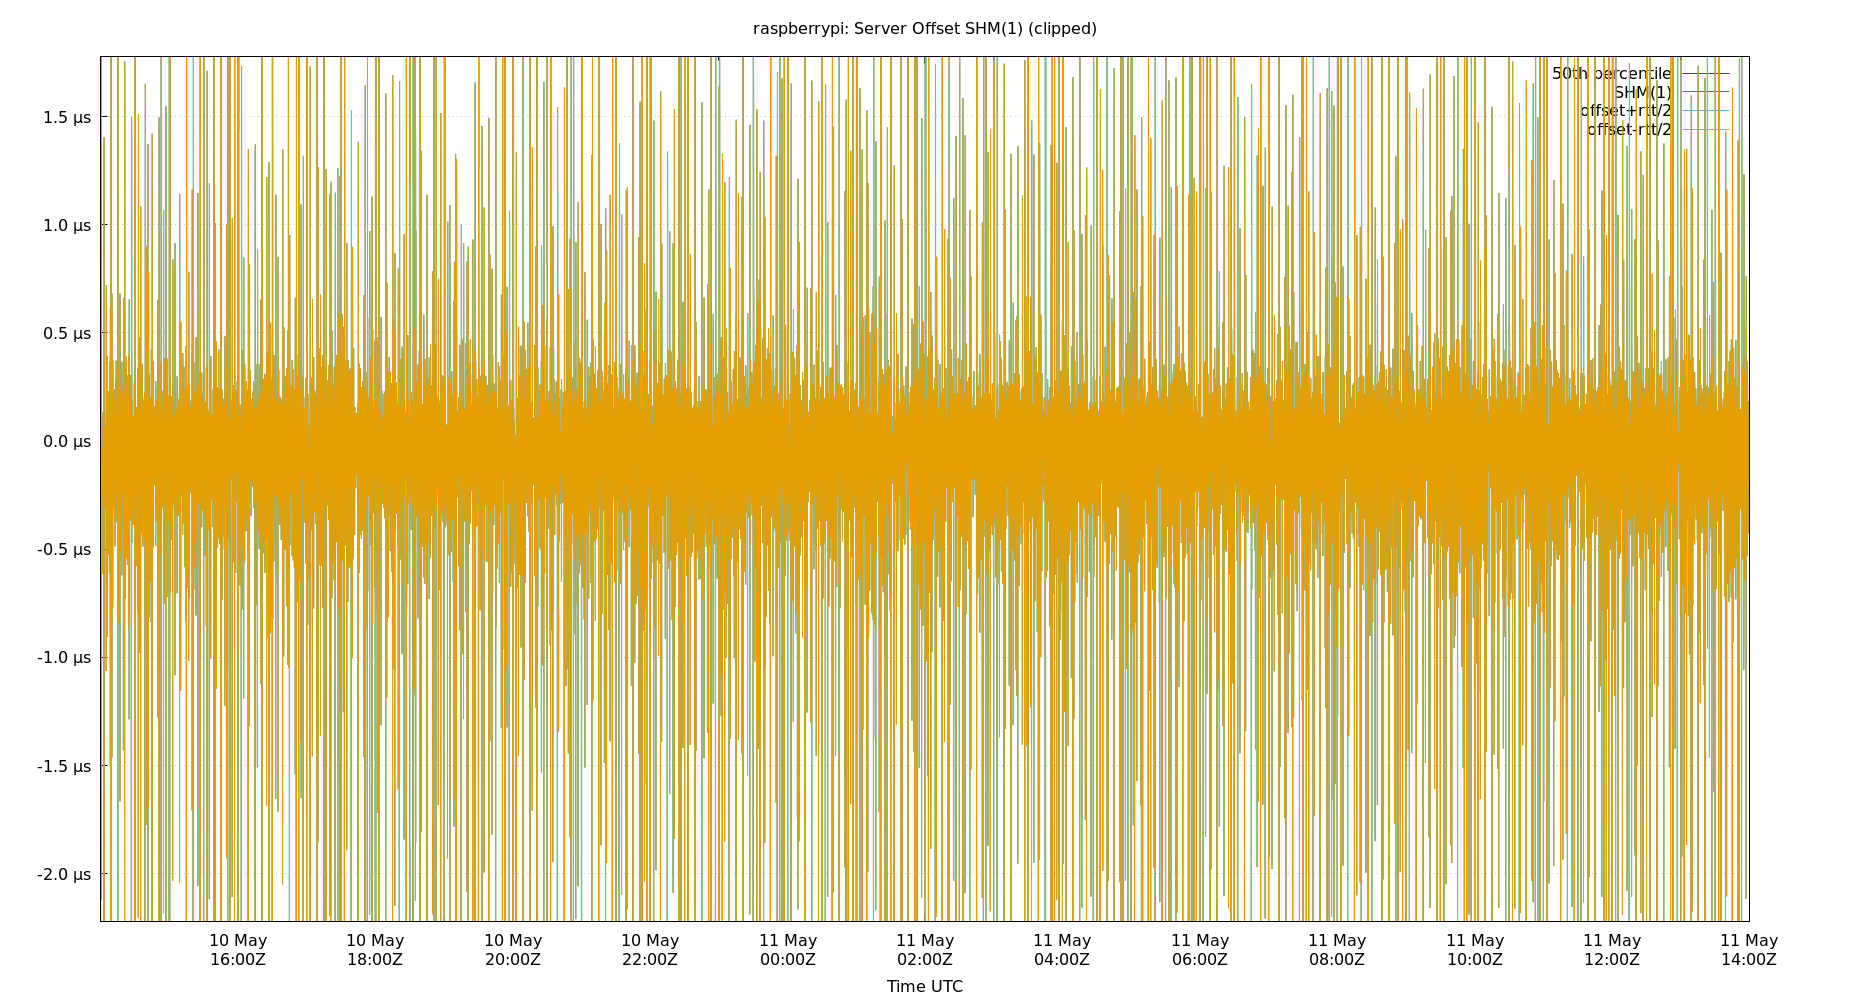 raspberrypi: Server Offset SHM(1) (clipped)
50th percentile
SHM(1)
offset+rtt/2
offset-rtt/2
1.5 µs
1.0 µs
0.5 µs
0.0 µs
-0.5 µs
-1.0 µs
-1.5 µs
-2.0 µs
10 May 10 May 10 May 10 May 11 May 11 May 11 May 11 May 11 May 11 May 11 May 11 May
16:00Z 18:00Z 20:00Z 22:00Z 00:00Z 02:00Z 04:00Z 06:00Z 08:00Z 10:00Z 12:00Z 14:00Z
Time UTC